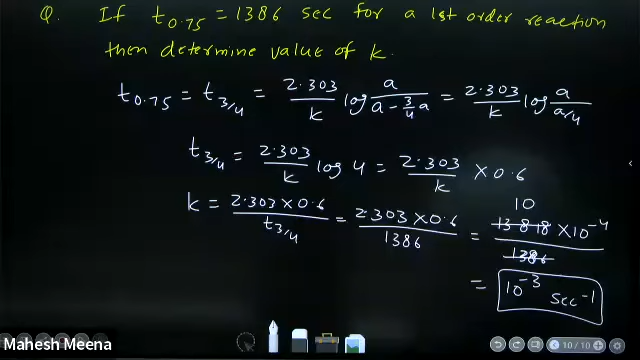 Q. If t0.75 = 1386 sec for a 1st order reaction
then determine value of k.
t0.75 = t3/4 = 2.303/k log a/(a - 3/4 a) = 2.303/k log a/(a/4)
t3/4 = 2.303/k log 4 = 2.303/k × 0.6
k = 2.303 × 0.6/t3/4 = 2.303 × 0.6/1386 = 10 13818 × 10^-4/1386
= 10^-3 sec^-1
Mahesh Meena
10/10